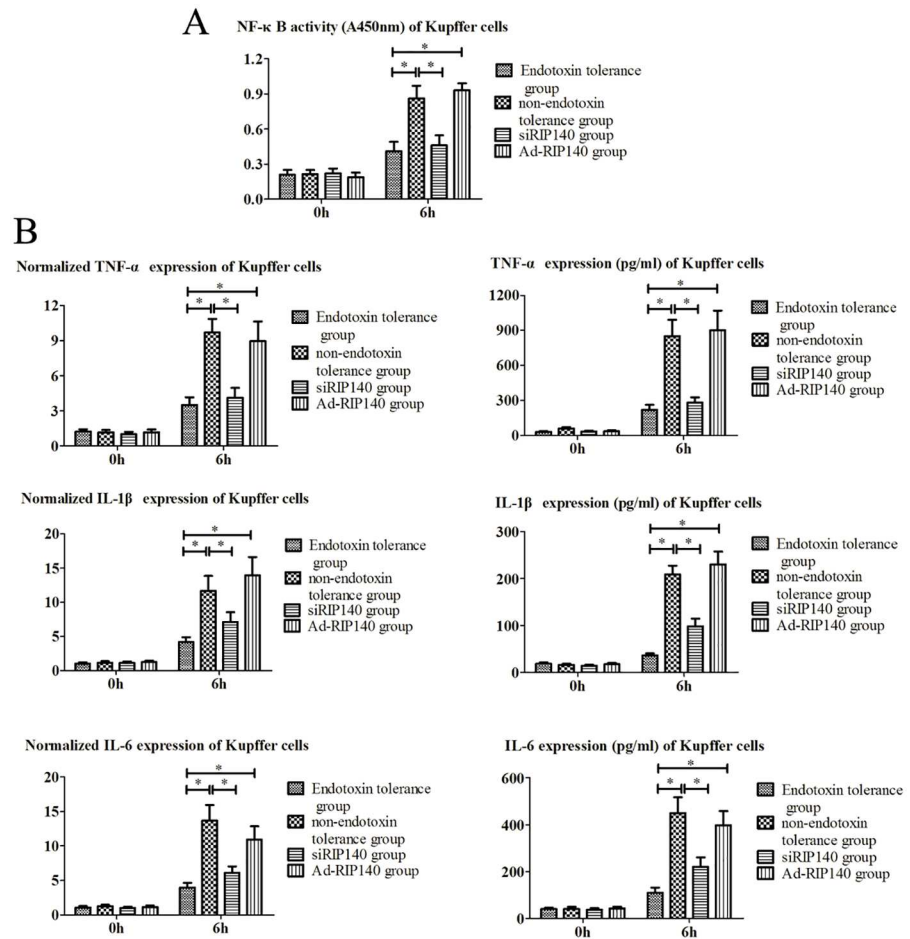 A
NF-κ B activity (A450nm) of Kupffer cells
1.2
0.9
0.6
0.3
0.0
*
* *
0h
6h
Endotoxin tolerance
group
non-endotoxin
tolerance group
siRIP140 group
Ad-RIP140 group
B
Normalized TNF-α expression of Kupffer cells
12
9
6
3
0
*
* *
0h
6h
Endotoxin tolerance
group
non-endotoxin
tolerance group
siRIP140 group
Ad-RIP140 group
TNF-α expression (pg/ml) of Kupffer cells
1200
900
600
300
0
*
* *
0h
6h
Endotoxin tolerance
group
non-endotoxin
tolerance group
siRIP140 group
Ad-RIP140 group
Normalized IL-1β expression of Kupffer cells
20
15
10
5
0
*
* *
0h
6h
Endotoxin tolerance
group
non-endotoxin
tolerance group
siRIP140 group
Ad-RIP140 group
IL-1β expression (pg/ml) of Kupffer cells
300
200
100
0
*
* *
0h
6h
Endotoxin tolerance
group
non-endotoxin
tolerance group
siRIP140 group
Ad-RIP140 group
Normalized IL-6 expression of Kupffer cells
20
15
10
5
0
*
* *
0h
6h
Endotoxin tolerance
group
non-endotoxin
tolerance group
siRIP140 group
Ad-RIP140 group
IL-6 expression (pg/ml) of Kupffer cells
600
400
200
0
*
* *
0h
6h
Endotoxin tolerance
group
non-endotoxin
tolerance group
siRIP140 group
Ad-RIP140 group